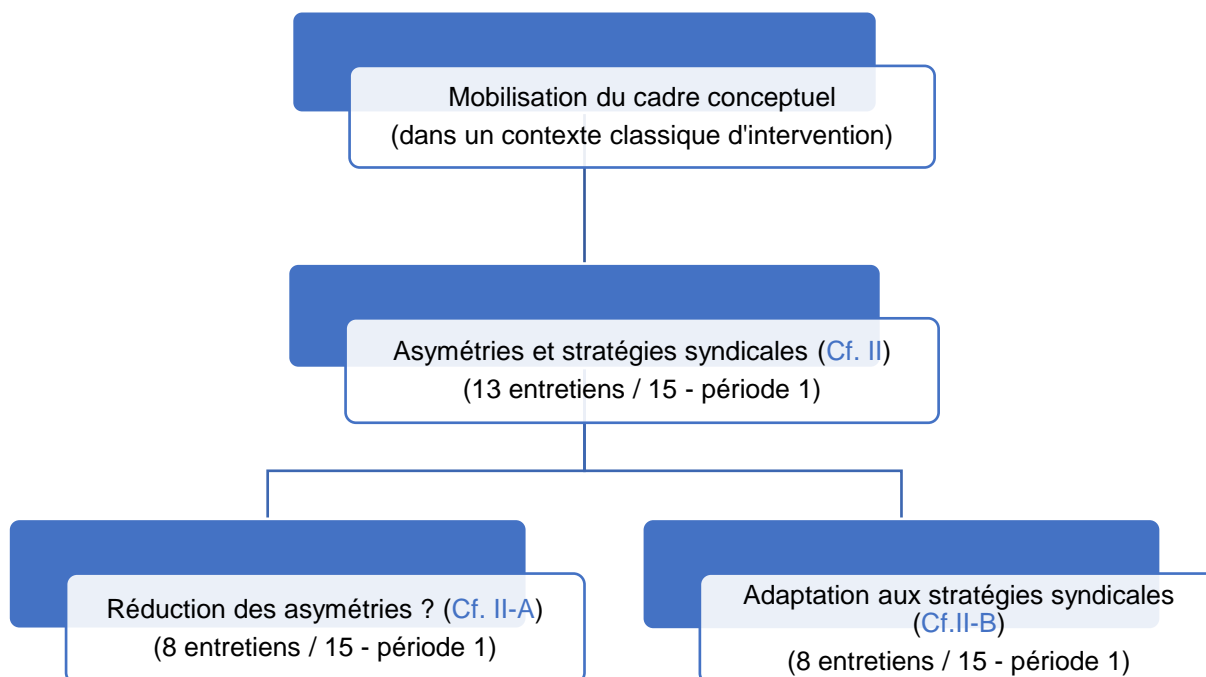 Mobilisation du cadre conceptuel
(dans un contexte classique d'intervention)
Asymétries et stratégies syndicales (Cf. II)
(13 entretiens / 15 - période 1)
Réduction des asymétries ? (Cf. II-A)
(8 entretiens / 15 - période 1)
Adaptation aux stratégies syndicales
(Cf.II-B)
(8 entretiens / 15 - période 1)